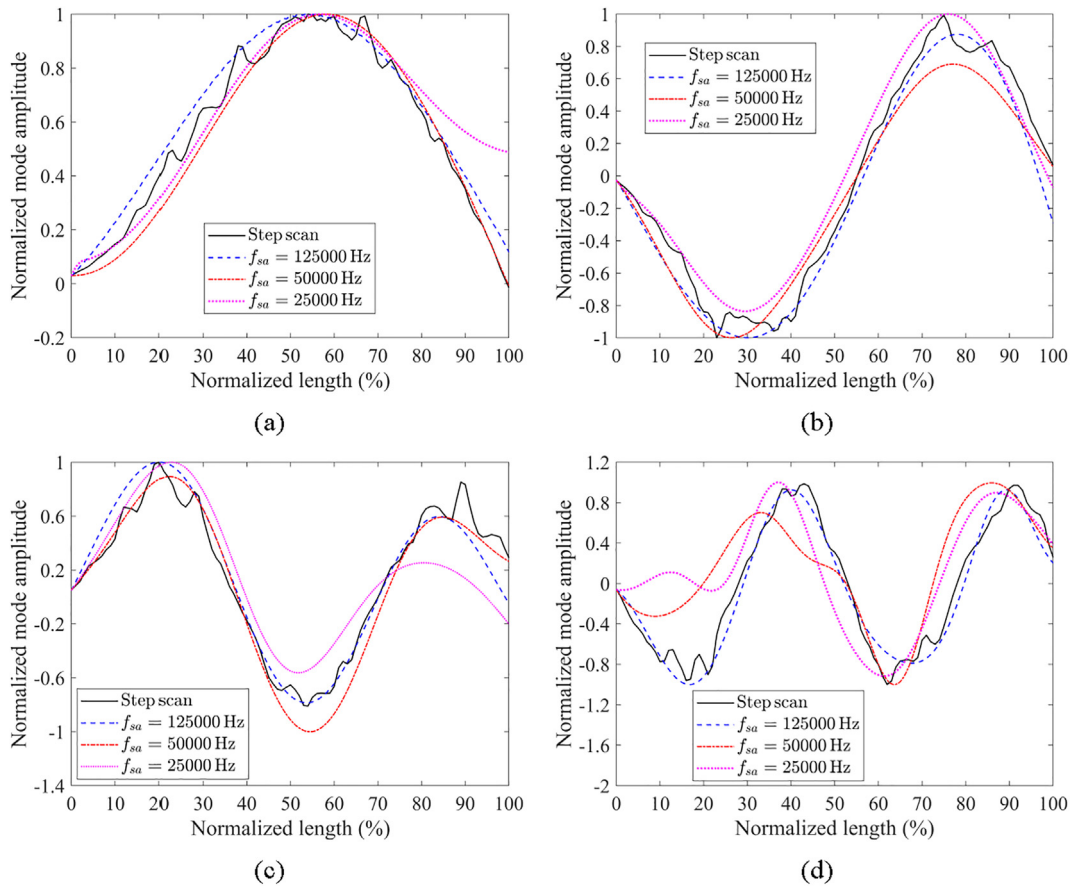 1
0.8
0.6
0.4
0.2
0
-0.2
Normalized mode amplitude
Step scan
f_sa = 125000 Hz
f_sa = 50000 Hz
f_sa = 25000 Hz
0 10 20 30 40 50 60 70 80 90 100
Normalized length (%)
(a)
1
0.8
0.6
0.4
0.2
0
-0.2
-0.4
-0.6
-0.8
-1
Normalized mode amplitude
Step scan
f_sa = 125000 Hz
f_sa = 50000 Hz
f_sa = 25000 Hz
0 10 20 30 40 50 60 70 80 90 100
Normalized length (%)
(b)
1
0.6
0.2
-0.2
-0.6
-1
-1.4
Normalized mode amplitude
Step scan
f_sa = 125000 Hz
f_sa = 50000 Hz
f_sa = 25000 Hz
0 10 20 30 40 50 60 70 80 90 100
Normalized length (%)
(c)
1.2
0.8
0.4
0
-0.4
-0.8
-1.2
-1.6
-2
Normalized mode amplitude
Step scan
f_sa = 125000 Hz
f_sa = 50000 Hz
f_sa = 25000 Hz
0 10 20 30 40 50 60 70 80 90 100
Normalized length (%)
(d)